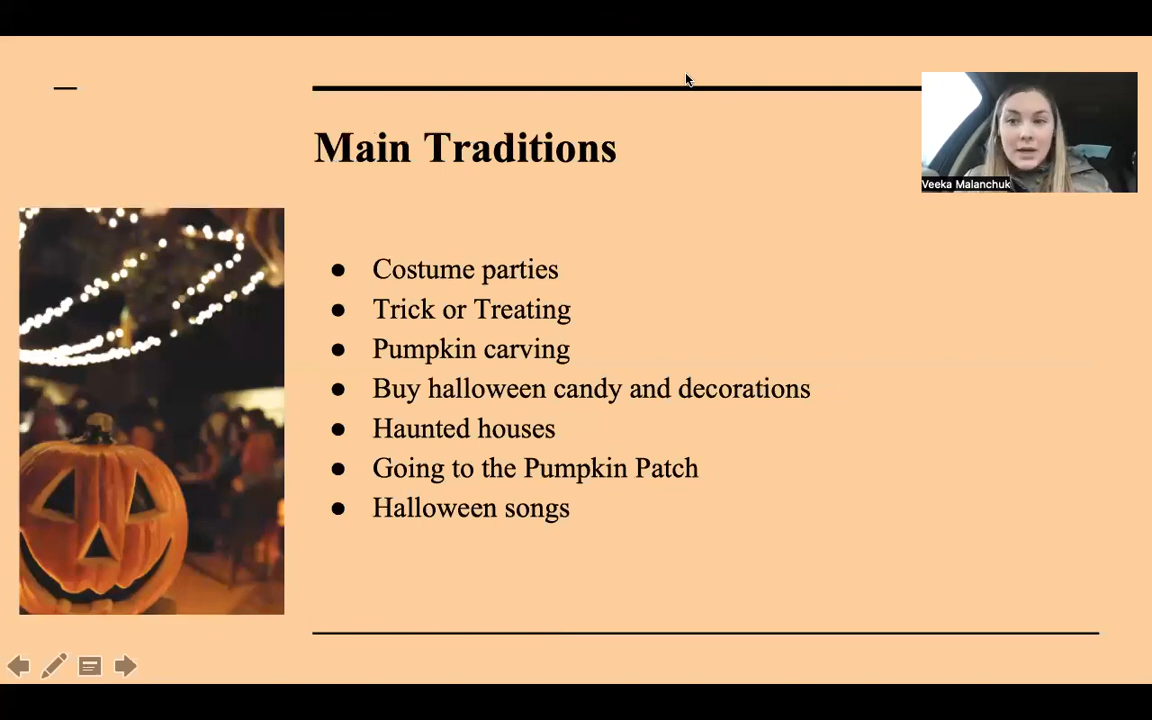 Main Traditions
Veeka Malanchuk
● Costume parties
● Trick or Treating
● Pumpkin carving
● Buy halloween candy and decorations
● Haunted houses
● Going to the Pumpkin Patch
● Halloween songs